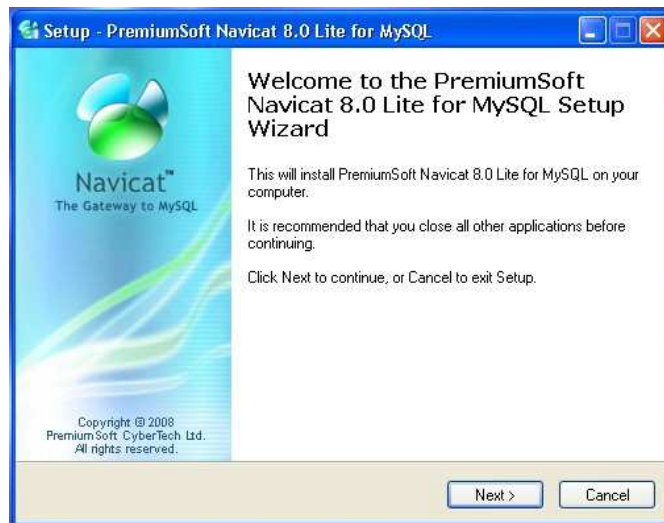 Setup - PremiumSoft Navicat 8.0 Lite for MySQL
Navicat™
The Gateway to MySQL
Copyright © 2008
PremiumSoft CyberTech Ltd.
All rights reserved.
Welcome to the PremiumSoft
Navicat 8.0 Lite for MySQL Setup
Wizard
This will install PremiumSoft Navicat 8.0 Lite for MySQL on your
computer.
It is recommended that you close all other applications before
continuing.
Click Next to continue, or Cancel to exit Setup.
Next >
Cancel